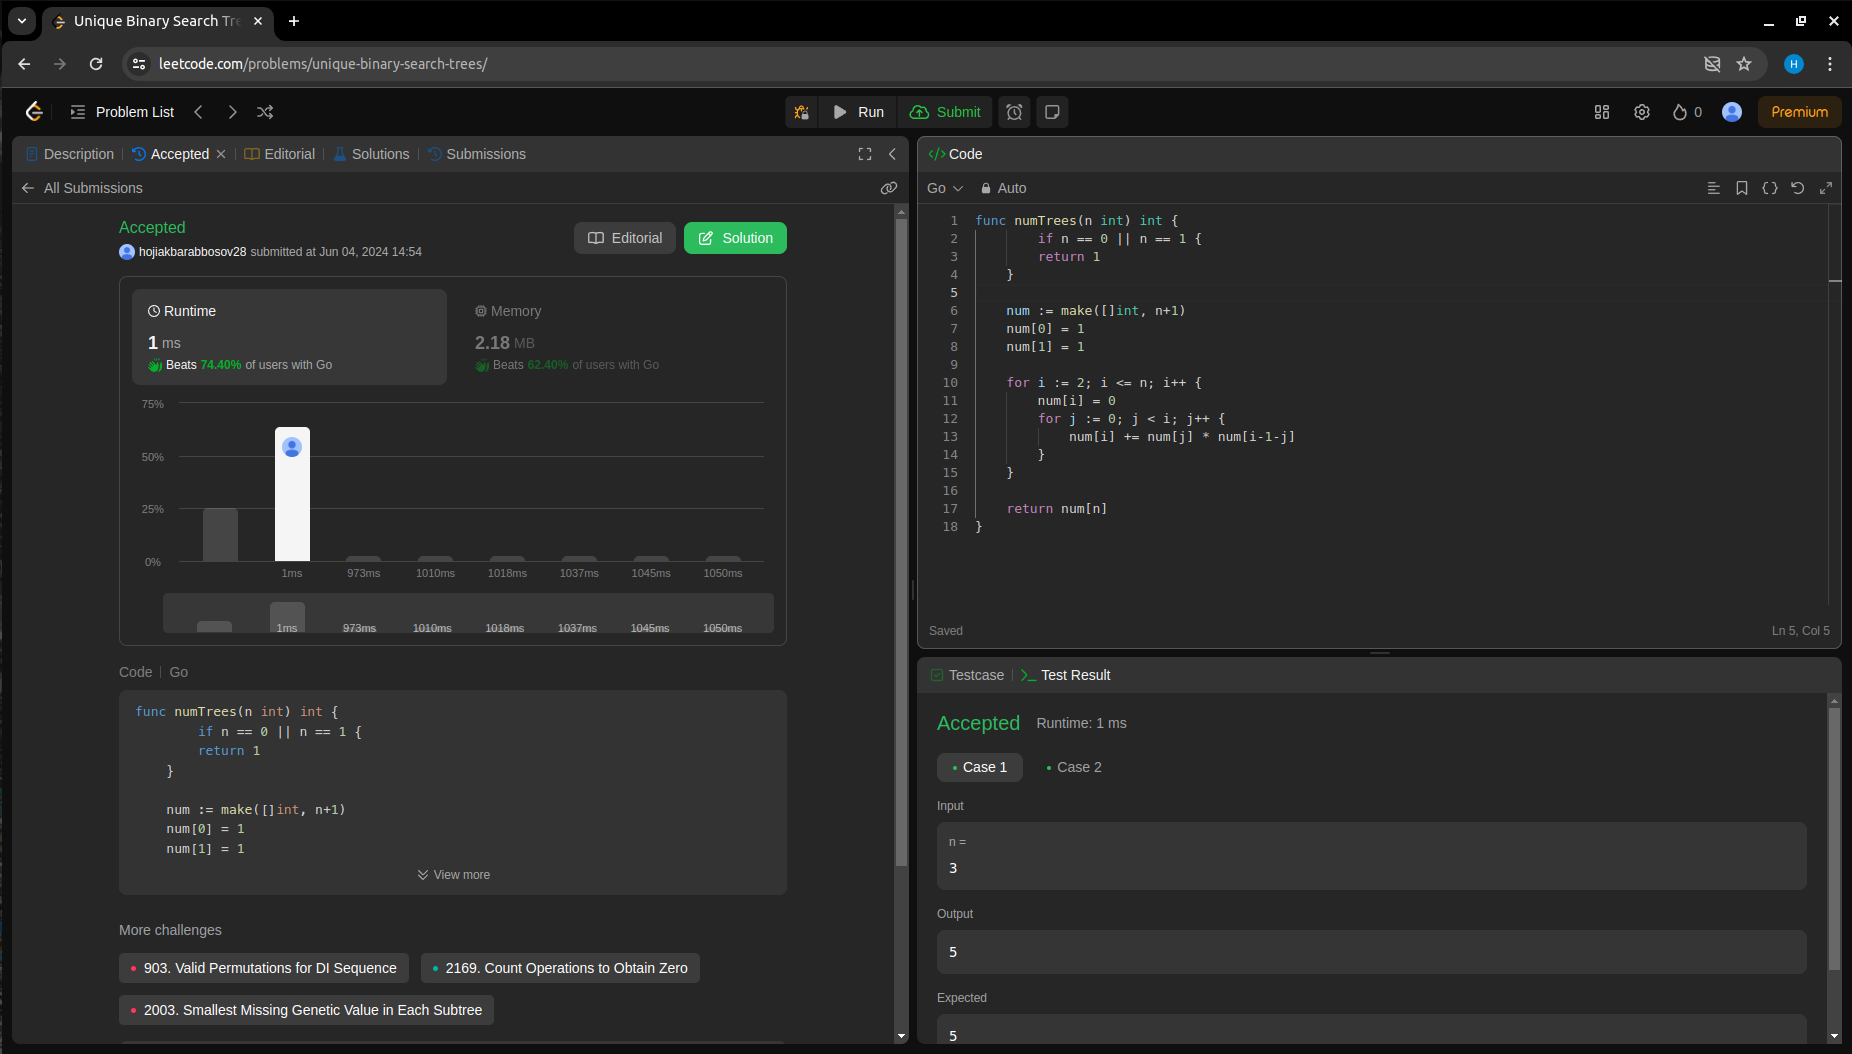 Unique Binary Search Tre
leetcode.com/problems/unique-binary-search-trees/
H
Problem List
Run
Submit
0
Premium
Description
Accepted
Editorial
Solutions
Submissions
All Submissions
Accepted
hojiakbarabbosov28 submitted at Jun 04, 2024 14:54
Editorial
Solution
Runtime
1 ms
Beats 74.40% of users with Go
Memory
2.18 MB
Beats 62.40% of users with Go
75%
50%
25%
0%
1ms 973ms 1010ms 1018ms 1037ms 1045ms 1050ms
1ms 973ms 1010ms 1018ms 1037ms 1045ms 1050ms
Code | Go
func numTrees(n int) int {
        if n == 0 || n == 1 {
        return 1
    }

    num := make([]int, n+1)
    num[0] = 1
    num[1] = 1
View more
More challenges
903. Valid Permutations for DI Sequence
2169. Count Operations to Obtain Zero
2003. Smallest Missing Genetic Value in Each Subtree
</> Code
Go
Auto
1 func numTrees(n int) int {
2         if n == 0 || n == 1 {
3         return 1
4     }
5
6     num := make([]int, n+1)
7     num[0] = 1
8     num[1] = 1
9
10     for i := 2; i <= n; i++ {
11         num[i] = 0
12         for j := 0; j < i; j++ {
13             num[i] += num[j] * num[i-1-j]
14         }
15     }
16
17     return num[n]
18 }
Saved
Ln 5, Col 5
Testcase
Test Result
Accepted
Runtime: 1 ms
Case 1
Case 2
Input
n =
3
Output
5
Expected
5